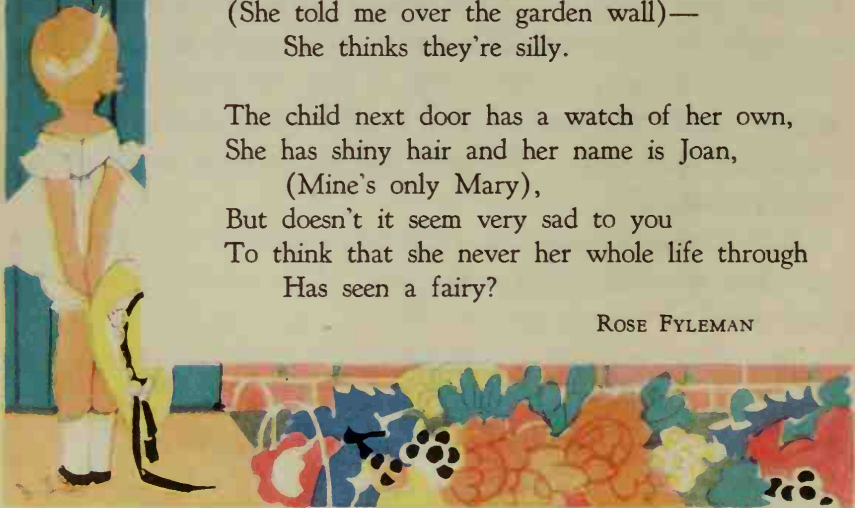 (She told me over the garden wall)—
She thinks they're silly.
The child next door has a watch of her own,
She has shiny hair and her name is Joan,
(Mine's only Mary),
But doesn't it seem very sad to you
To think that she never her whole life through
Has seen a fairy?
ROSE FYLEMAN